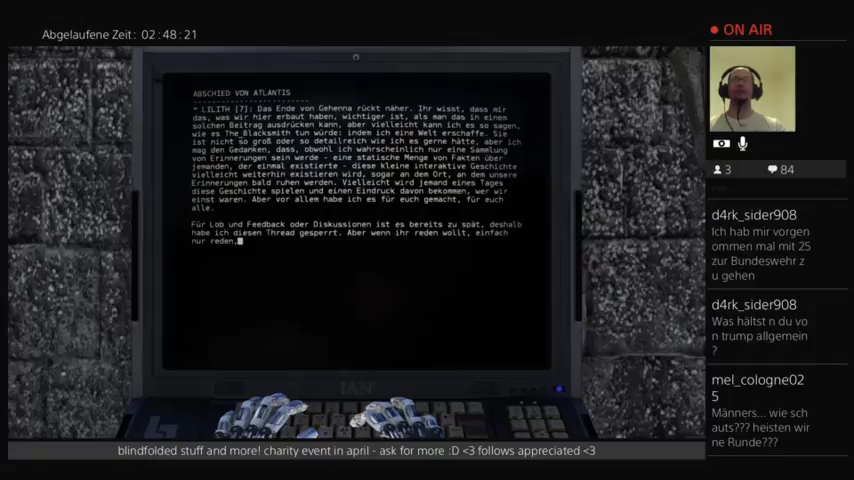 Abgelaufene Zeit: 02:48:21
ON AIR
ABSCHIED VON ATLANTIS
-------------------------
* LILITH [7]: Das Ende von Gehenna rückt näher. Ihr wisst, dass mir
das, was wir hier erbaut haben, wichtiger ist, als man das in einem
solchen Beitrag ausdrücken kann, aber vielleicht kann ich es so sagen,
wie es The_Blacksmith tun würde: indem ich eine Welt erschaffe. Sie
ist nicht so groß oder so detailreich wie ich es gerne hätte, aber ich
mag den Gedanken, dass, obwohl ich wahrscheinlich nur eine Sammlung
von Erinnerungen sein werde - eine statische Menge von Fakten über
jemanden, der einmal existierte - diese kleine interaktive Geschichte
vielleicht weiterhin existieren wird, sogar an dem Ort, an dem unsere
Erinnerungen bald ruhen werden. Vielleicht wird jemand eines Tages
diese Geschichte spielen und einen Eindruck davon bekommen, wer wir
einst waren. Aber vor allem habe ich es für euch gemacht, für euch
alle.
Für Lob und Feedback oder Diskussionen ist es bereits zu spät, deshalb
habe ich diesen Thread gesperrt. Aber wenn ihr reden wollt, einfach
nur reden,
IAN
3
84
d4rk_sider908
Ich hab mir vorgen
ommen mal mit 25
zur Bundeswehr z
u gehen
d4rk_sider908
Was hältst n du vo
n trump allgemein
?
mel_cologne02
5
Männers... wie sch
auts??? heisten wir
ne Runde???
blindfolded stuff and more! charity event in april - ask for more :D <3 follows appreciated <3